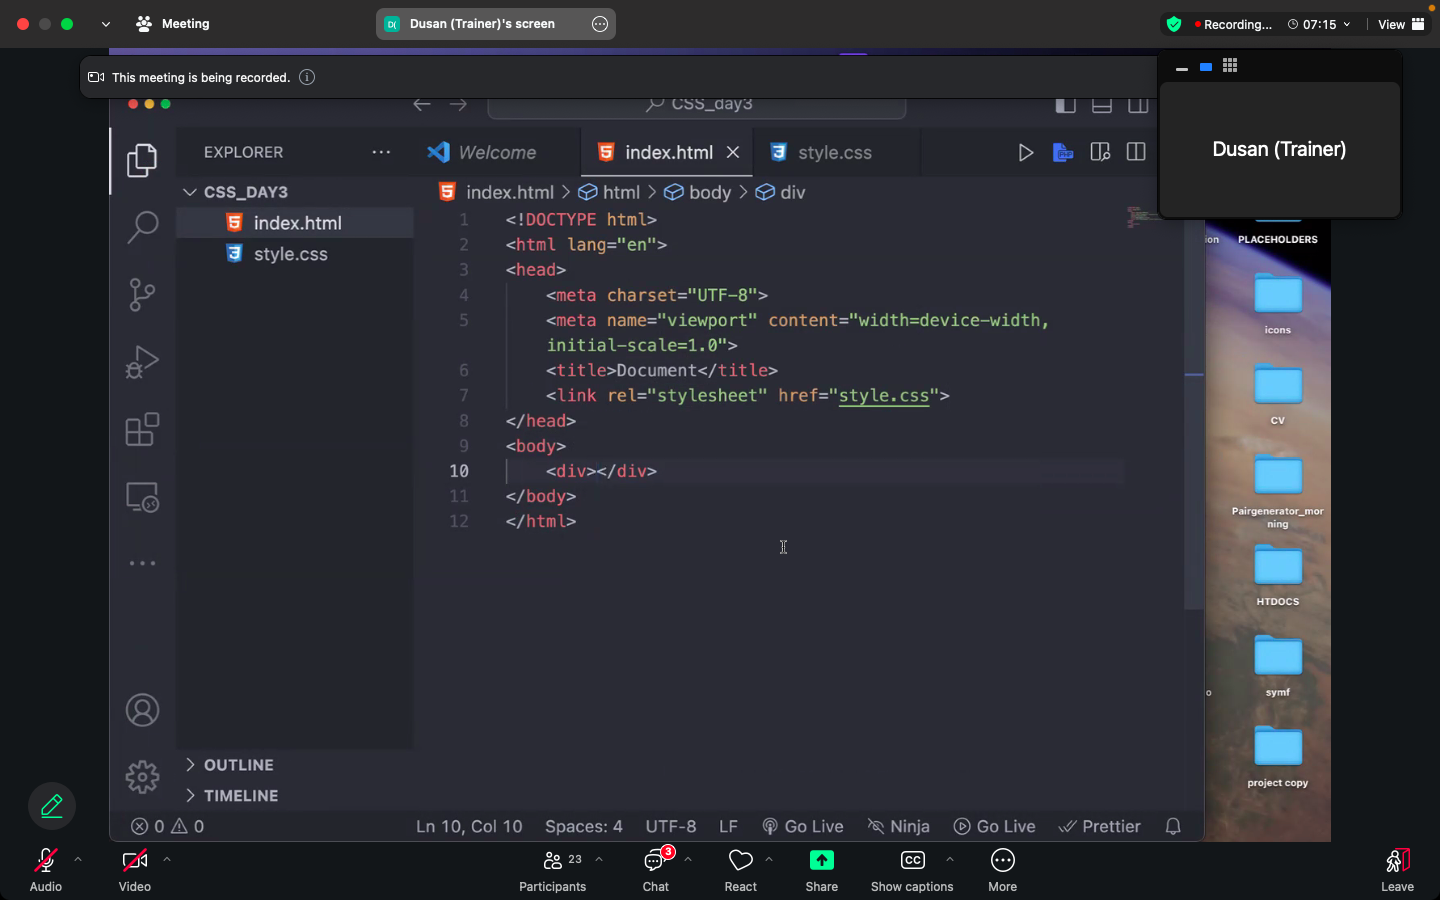 Meeting
D( Dusan (Trainer)'s screen
Recording...
07:15
View
This meeting is being recorded.
Dusan (Trainer)
CSS_day3
EXPLORER
Welcome
index.html
style.css
CSS_DAY3
index.html
style.css
index.html > html > body > div
1 <!DOCTYPE html>
2 <html lang="en">
3 <head>
4 <meta charset="UTF-8">
5 <meta name="viewport" content="width=device-width,
initial-scale=1.0">
6 <title>Document</title>
7 <link rel="stylesheet" href="style.css">
8 </head>
9 <body>
10 <div></div>
11 </body>
12 </html>
ion
PLACEHOLDERS
icons
CV
Pairgenerator_mor
ning
HTDOCS
symf
o
project copy
OUTLINE
TIMELINE
0 0
Ln 10, Col 10
Spaces: 4
UTF-8
LF
Go Live
Ninja
Go Live
Prettier
Audio
Video
Participants
23
Chat
3
React
Share
CC
Show captions
More
Leave